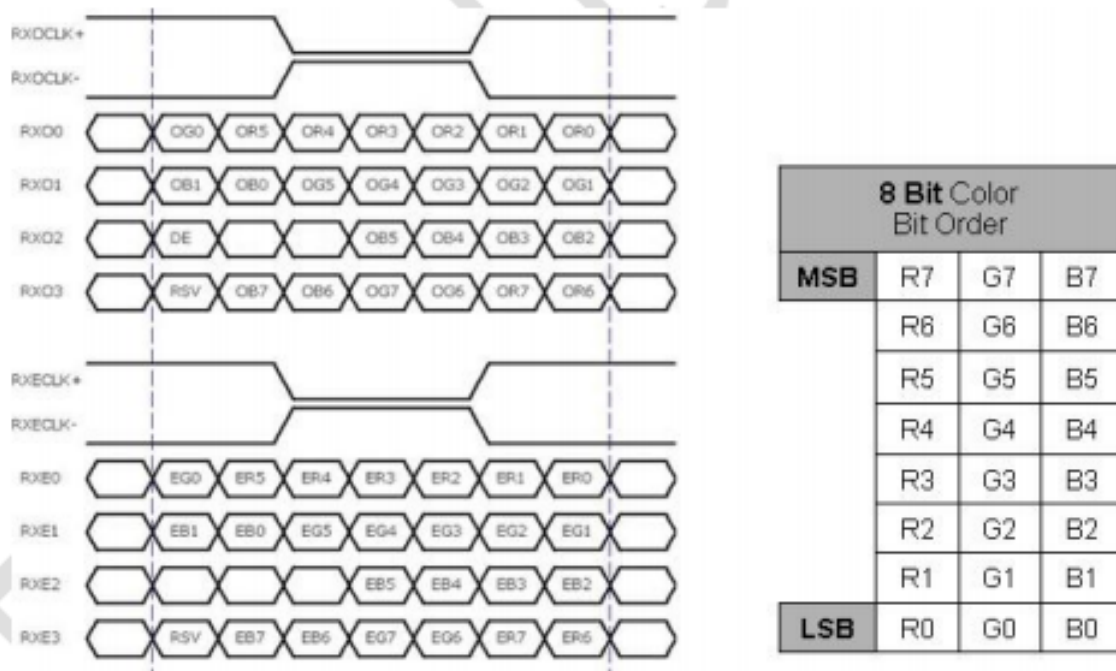 RXOCLK+
RXOCLK-
RXO0 OG0 OR5 OR4 OR3 OR2 OR1 OR0
RXO1 OB1 OB0 OG5 OG4 OG3 OG2 OG1
RXO2 DE OB5 OB4 OB3 OB2
RXO3 RSV OB7 OB6 OG7 OG6 OR7 OR6
RXECLK+
RXECLK-
RXE0 EG0 ER5 ER4 ER3 ER2 ER1 ER0
RXE1 EB1 EB0 EG5 EG4 EG3 EG2 EG1
RXE2 EB5 EB4 EB3 EB2
RXE3 RSV EB7 EB6 EG7 EG6 ER7 ER6
8 Bit Color
Bit Order
MSB R7 G7 B7
R6 G6 B6
R5 G5 B5
R4 G4 B4
R3 G3 B3
R2 G2 B2
R1 G1 B1
LSB R0 G0 B0